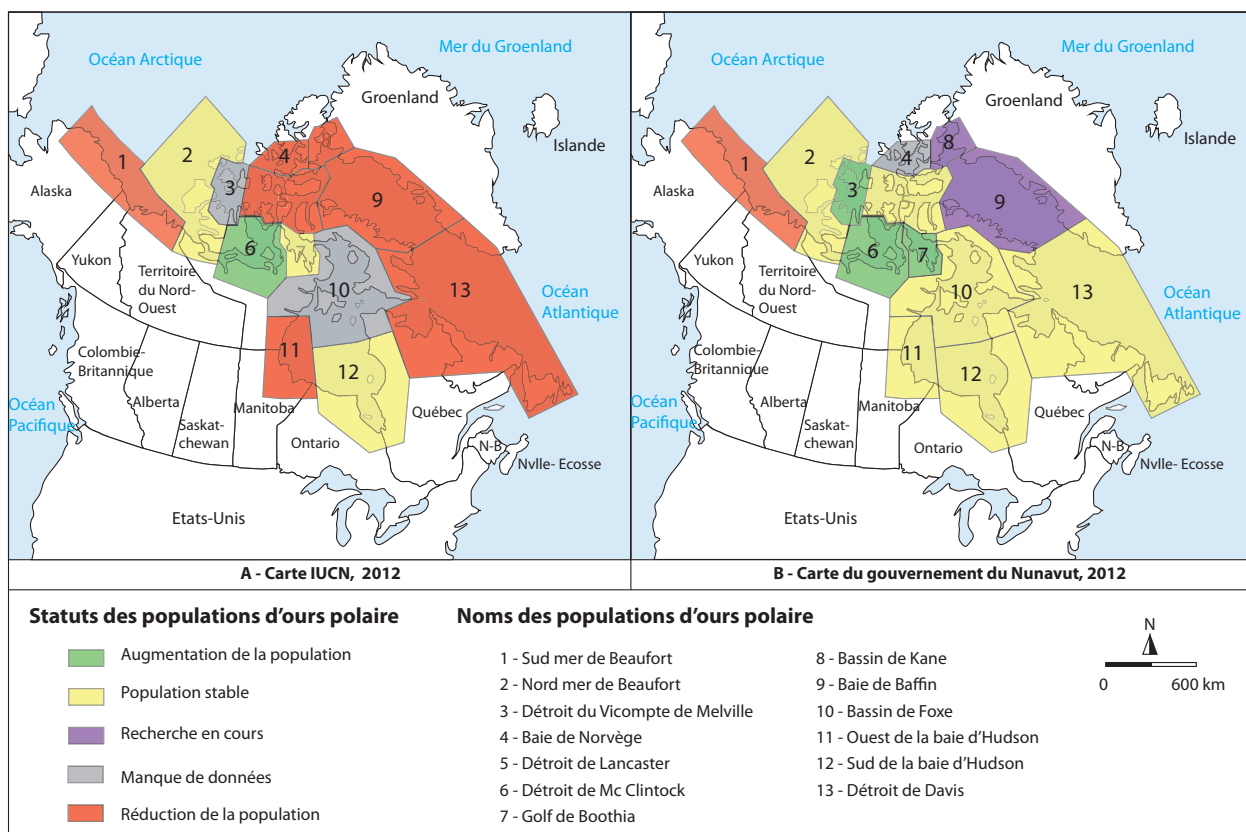 Océan Arctique
Mer du Groenland
Groenland
Islande
Alaska
Yukon
Territoire
du Nord-
Ouest
Océan
Atlantique
Colombie-
Britannique
Alberta
Saskat-
chewan
Manitoba
Ontario
Québec
N-B
Nvlle- Ecosse
Océan
Pacifique
Etats-Unis
1
2
3
4
8
5
9
6
7
10
13
11
12
A - Carte IUCN, 2012
Océan Arctique
Mer du Groenland
Groenland
Islande
Alaska
Yukon
Territoire
du Nord-
Ouest
Océan
Atlantique
Colombie-
Britannique
Alberta
Saskat-
chewan
Manitoba
Ontario
Québec
N-B
Nvlle- Ecosse
Océan
Pacifique
Etats-Unis
1
2
3
4
8
5
9
6
7
10
13
11
12
B - Carte du gouvernement du Nunavut, 2012
Statuts des populations d'ours polaire
Augmentation de la population
Population stable
Recherche en cours
Manque de données
Réduction de la population
Noms des populations d'ours polaire
1 - Sud mer de Beaufort
2 - Nord mer de Beaufort
3 - Détroit du Vicompte de Melville
4 - Baie de Norvège
5 - Détroit de Lancaster
6 - Détroit de Mc Clintock
7 - Golf de Boothia
8 - Bassin de Kane
9 - Baie de Baffin
10 - Bassin de Foxe
11 - Ouest de la baie d'Hudson
12 - Sud de la baie d'Hudson
13 - Détroit de Davis
N
0 600 km